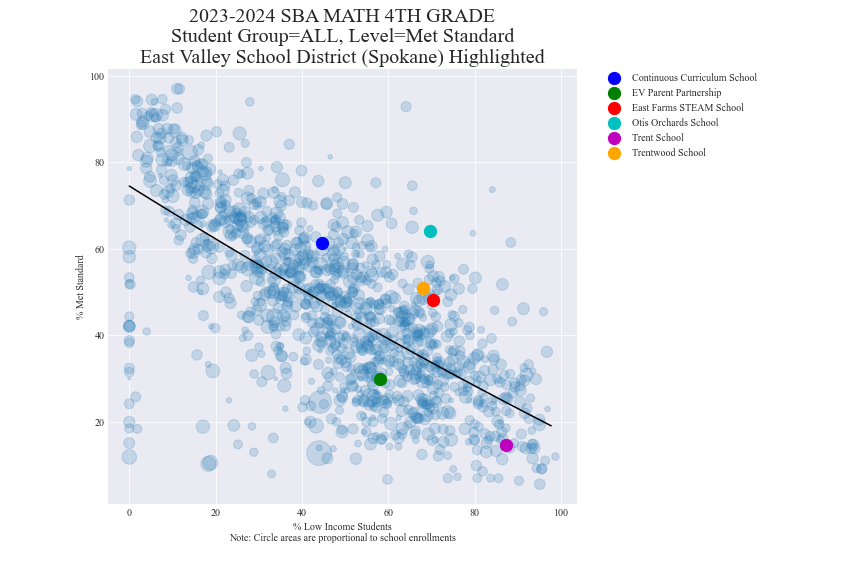 2023-2024 SBA MATH 4TH GRADE
Student Group=ALL, Level=Met Standard
East Valley School District (Spokane) Highlighted
Continuous Curriculum School
EV Parent Partnership
East Farms STEAM School
Otis Orchards School
Trent School
Trentwood School
% Met Standard
100
80
60
40
20
0 20 40 60 80 100
% Low Income Students
Note: Circle areas are proportional to school enrollments